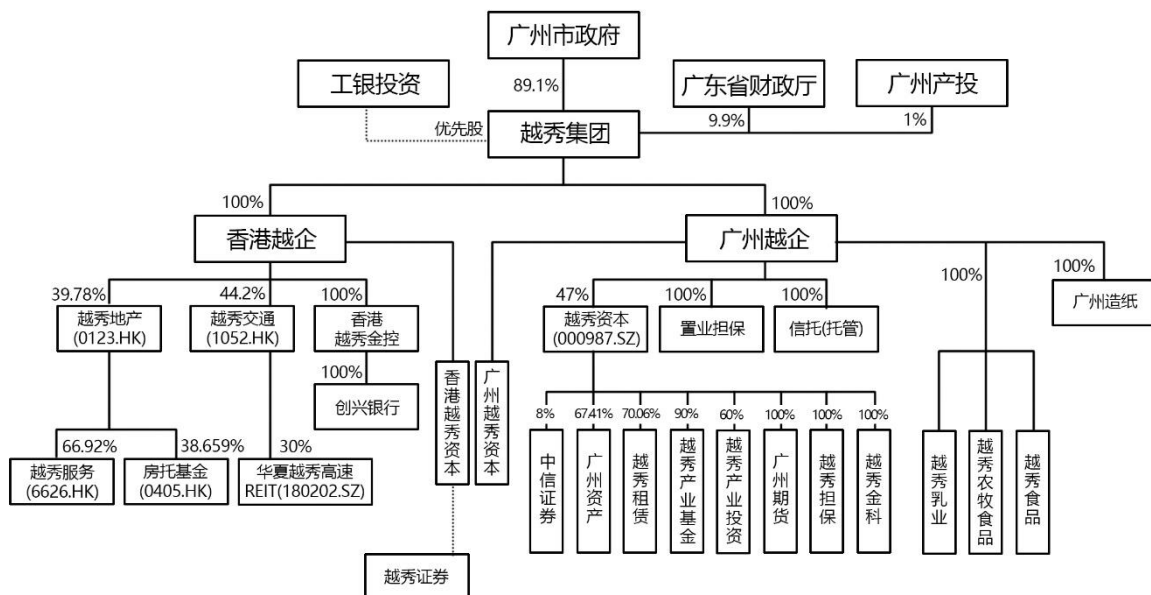 广州市政府
工银投资
广东省财政厅
广州产投
89.1%
9.9%
1%
优先股
越秀集团
100%
100%
香港越企
广州越企
39.78%
44.2%
100%
47%
100%
100%
100%
100%
越秀地产
(0123.HK)
越秀交通
(1052.HK)
香港
越秀金控
越秀资本
(000987.SZ)
置业担保
信托(托管)
广州造纸
100%
创兴银行
香港越秀资本
广州越秀资本
66.92%
38.659%
30%
越秀服务
(6626.HK)
房托基金
(0405.HK)
华夏越秀高速
REIT(180202.SZ)
8%
67.41%
70.06%
90%
60%
100%
100%
100%
中信证券
广州资产
越秀租赁
越秀产业基金
越秀产业投资
广州期货
越秀担保
越秀金科
越秀乳业
越秀农牧食品
越秀食品
越秀证券